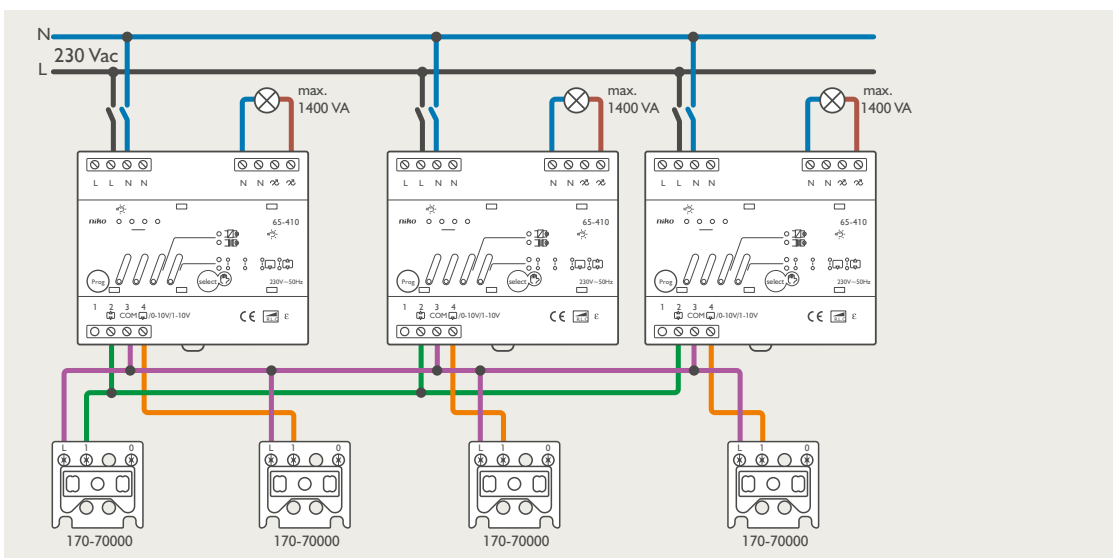 N
230 Vac
L
max.
1400 VA
max.
1400 VA
max.
1400 VA
L L N N N N
L L N N N N
L L N N N N
niko 65-410
niko 65-410
niko 65-410
Prog select 230V~50Hz
Prog select 230V~50Hz
Prog select 230V~50Hz
1 2 3 4
COM /0-10V/1-10V CE ε
1 2 3 4
COM /0-10V/1-10V CE ε
1 2 3 4
COM /0-10V/1-10V CE ε
L 1 0
L 1 0
L 1 0
L 1 0
170-70000
170-70000
170-70000
170-70000